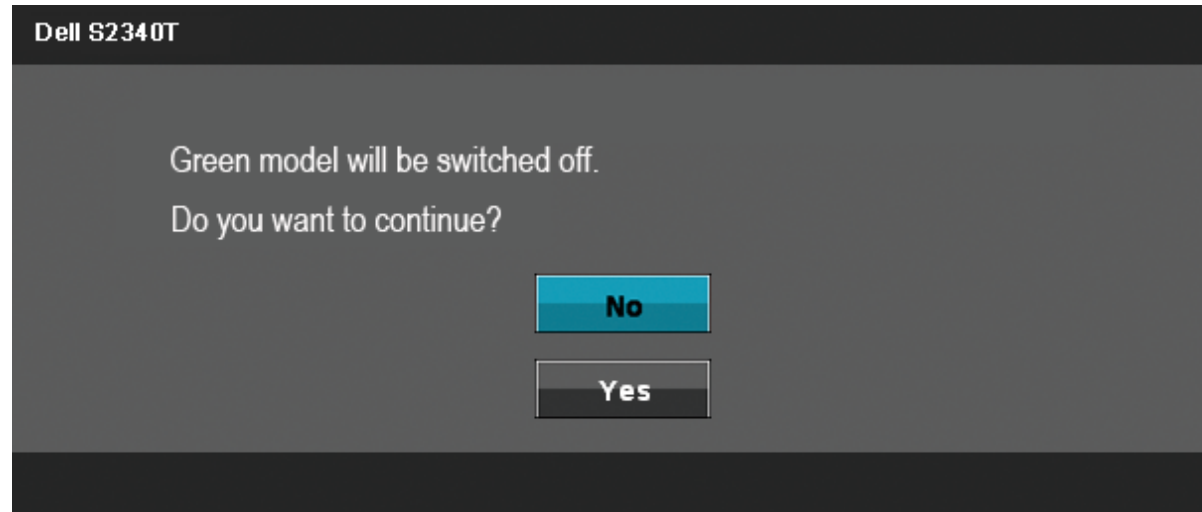 Dell S2340T
Green model will be switched off.
Do you want to continue?
No
Yes